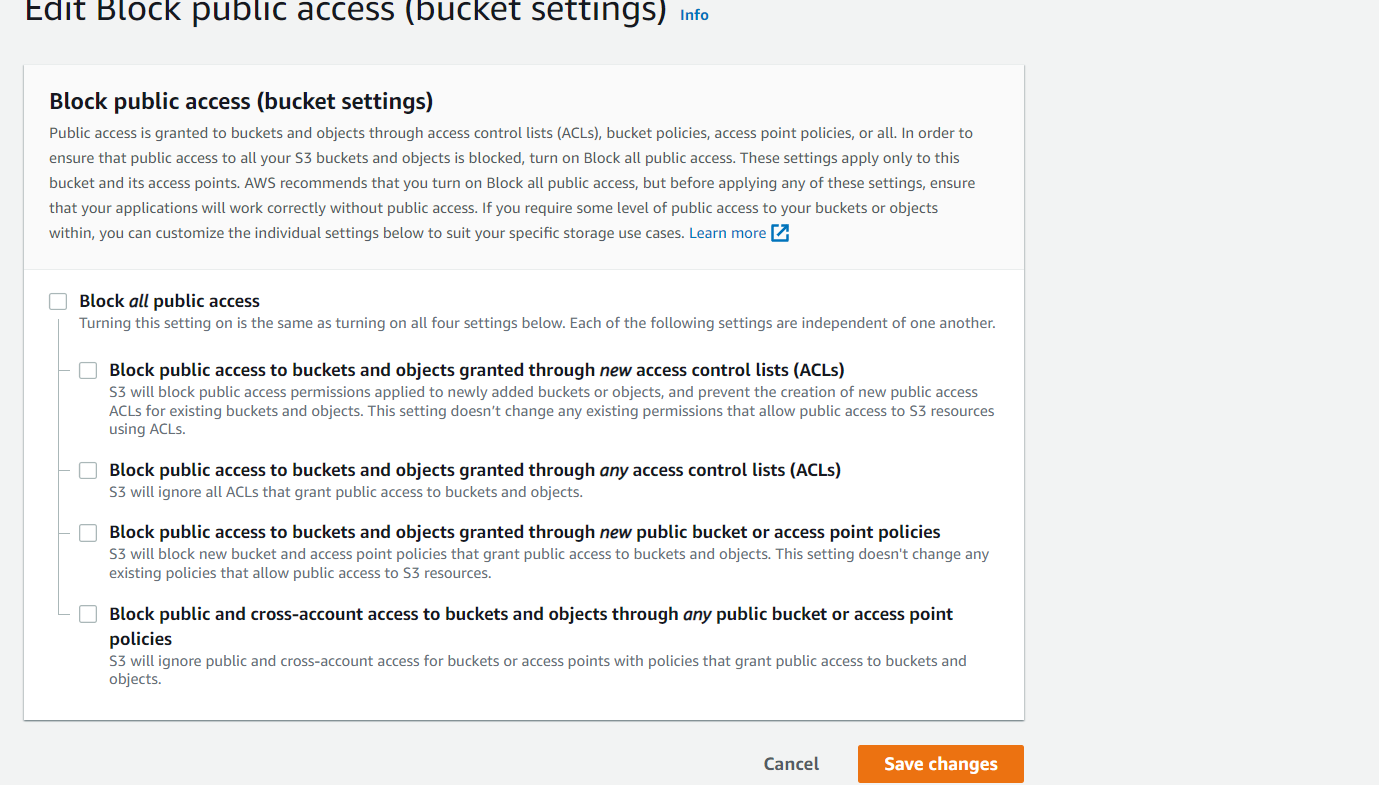 Edit Block public access (bucket settings) Info
Block public access (bucket settings)
Public access is granted to buckets and objects through access control lists (ACLs), bucket policies, access point policies, or all. In order to
ensure that public access to all your S3 buckets and objects is blocked, turn on Block all public access. These settings apply only to this
bucket and its access points. AWS recommends that you turn on Block all public access, but before applying any of these settings, ensure
that your applications will work correctly without public access. If you require some level of public access to your buckets or objects
within, you can customize the individual settings below to suit your specific storage use cases. Learn more
Block all public access
Turning this setting on is the same as turning on all four settings below. Each of the following settings are independent of one another.
Block public access to buckets and objects granted through new access control lists (ACLs)
S3 will block public access permissions applied to newly added buckets or objects, and prevent the creation of new public access
ACLs for existing buckets and objects. This setting doesn't change any existing permissions that allow public access to S3 resources
using ACLs.
Block public access to buckets and objects granted through any access control lists (ACLs)
S3 will ignore all ACLs that grant public access to buckets and objects.
Block public access to buckets and objects granted through new public bucket or access point policies
S3 will block new bucket and access point policies that grant public access to buckets and objects. This setting doesn't change any
existing policies that allow public access to S3 resources.
Block public and cross-account access to buckets and objects through any public bucket or access point
policies
S3 will ignore public and cross-account access for buckets or access points with policies that grant public access to buckets and
objects.
Cancel
Save changes